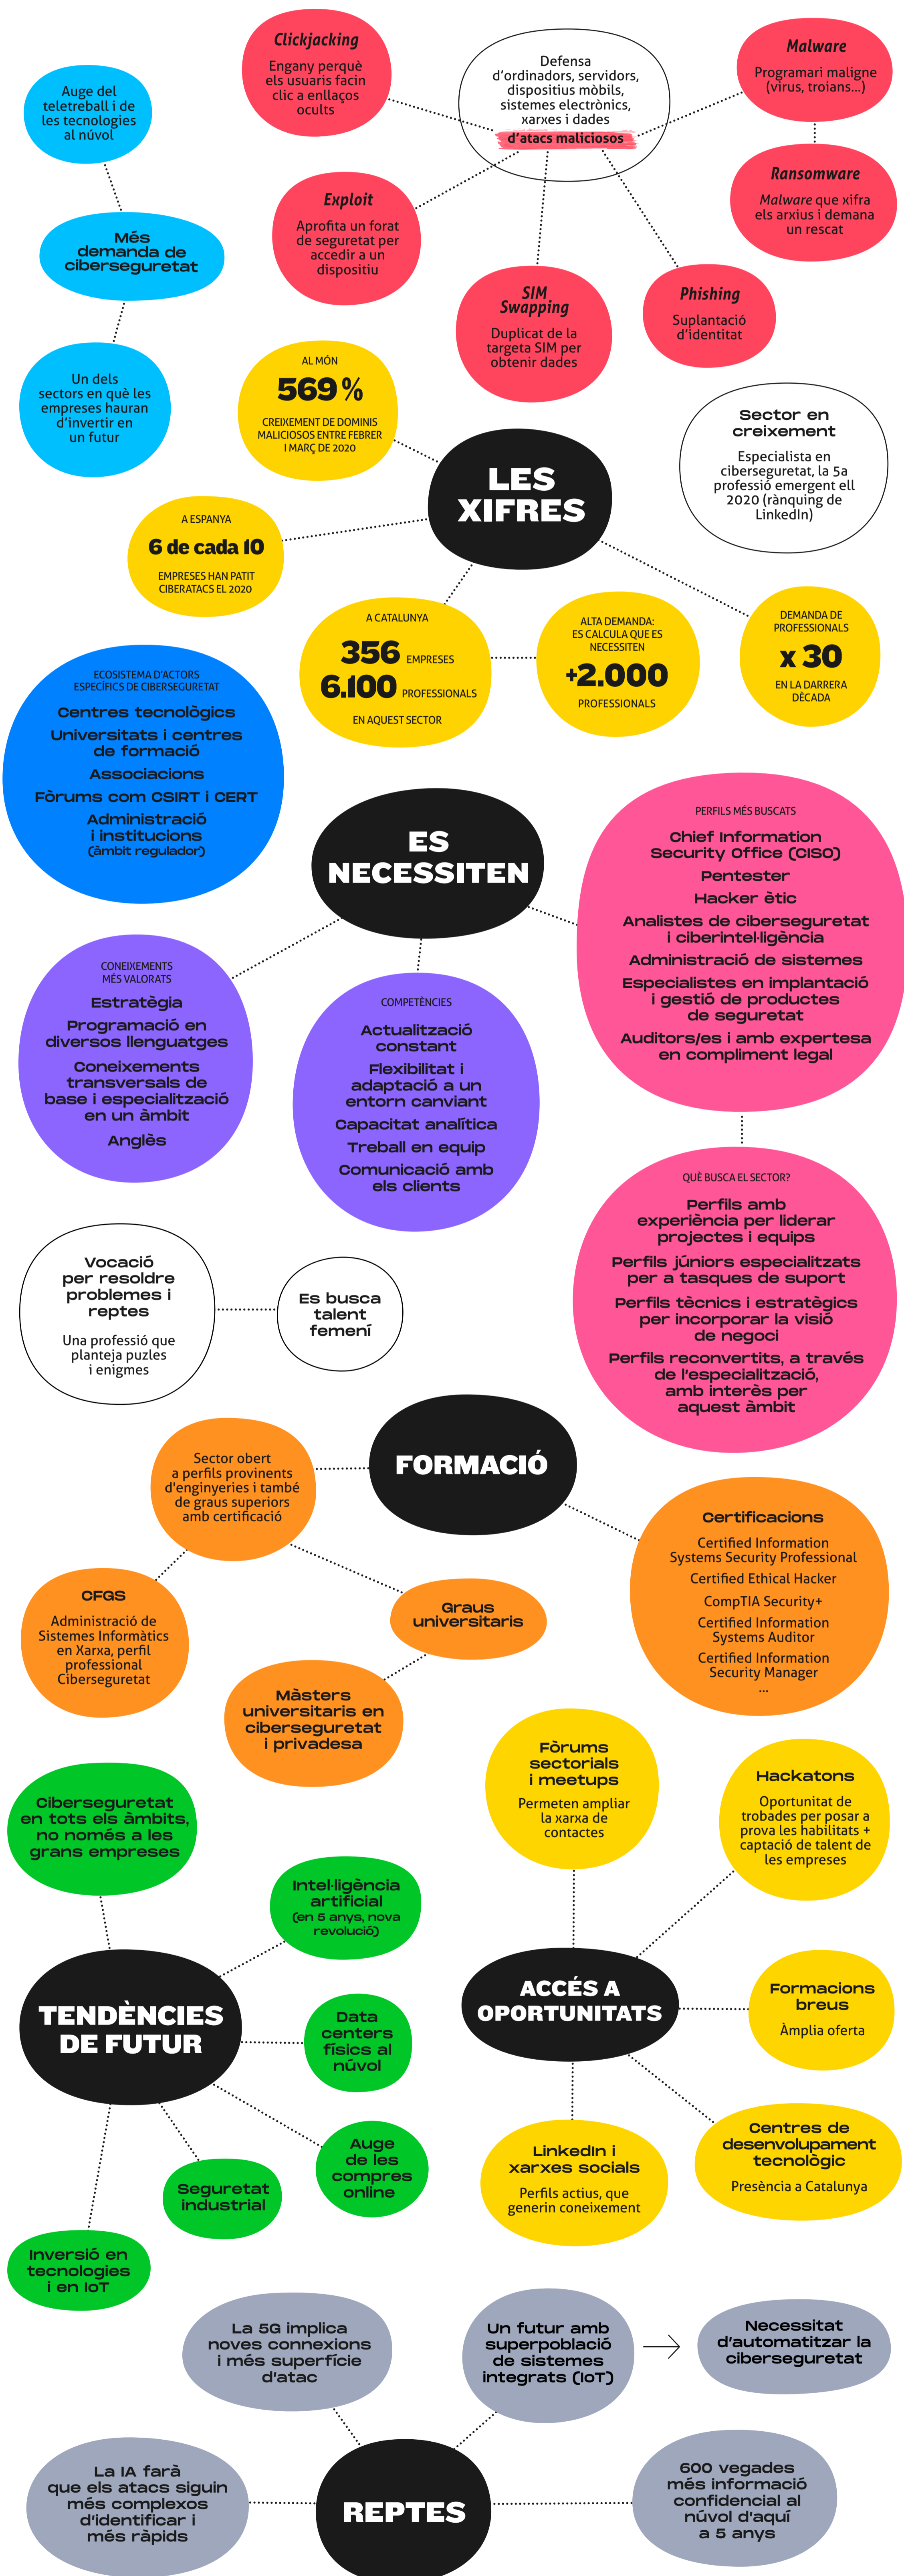 Clickjacking
Engany perquè
els usuaris facin
clic a enllaços
ocults
Defensa
d'ordinadors, servidors,
dispositius mòbils,
sistemes electrònics,
xarxes i dades
d'atacs maliciosos
Malware
Programari maligne
(virus, troians...)
Auge del
teletreball i de
les tecnologies
al núvol
Ransomware
Malware que xifra
els arxius i demana
un rescat
Exploit
Aprofita un forat
de seguretat per
accedir a un
dispositiu
Més
demanda de
ciberseguretat
SIM
Swapping
Duplicat de la
targeta SIM per
obtenir dades
Phishing
Suplantació
d'identitat
Un dels
sectors en què les
empreses hauran
d'invertir en
un futur
AL MÓN
569 %
CREIXEMENT DE DOMINIS
MALICIOSOS ENTRE FEBRER
I MARÇ DE 2020
Sector en
creixement
Especialista en
ciberseguretat, la 5a
professió emergent ell
2020 (rànquing de
LinkedIn)
LES
XIFRES
A ESPANYA
6 de cada 10
EMPRESES HAN PATIT
CIBERATACS EL 2020
A CATALUNYA
356 EMPRESES
6.100 PROFESSIONALS
EN AQUEST SECTOR
ALTA DEMANDA:
ES CALCULA QUE ES
NECESSITEN
+2.000
PROFESSIONALS
DEMANDA DE
PROFESSIONALS
x 30
EN LA DARRERA
DÈCADA
ECOSISTEMA D'ACTORS
ESPECÍFICS DE CIBERSEGURETAT
Centres tecnològics
Universitats i centres
de formació
Associacions
Fòrums com CSIRT i CERT
Administració
i institucions
(àmbit regulador)
ES
NECESSITEN
PERFILS MÉS BUSCATS
Chief Information
Security Office (CISO)
Pentester
Hacker ètic
Analistes de ciberseguretat
i ciberintel·ligència
Administració de sistemes
Especialistes en implantació
i gestió de productes
de seguretat
Auditors/es i amb expertesa
en compliment legal
CONEIXEMENTS
MÉS VALORATS
Estratègia
Programació en
diversos llenguatges
Coneixements
transversals de
base i especialització
en un àmbit
Anglès
COMPETÈNCIES
Actualització
constant
Flexibilitat i
adaptació a un
entorn canviant
Capacitat analítica
Treball en equip
Comunicació amb
els clients
QUÈ BUSCA EL SECTOR?
Perfils amb
experiència per liderar
projectes i equips
Perfils júniors especialitzats
per a tasques de suport
Perfils tècnics i estratègics
per incorporar la visió
de negoci
Perfils reconvertits, a través
de l'especialització,
amb interès per
aquest àmbit
Vocació
per resoldre
problemes i
reptes
Una professió que
planteja puzles
i enigmes
Es busca
talent
femení
FORMACIÓ
Sector obert
a perfils provinents
d'enginyeries i també
de graus superiors
amb certificació
Certificacions
Certified Information
Systems Security Professional
Certified Ethical Hacker
CompTIA Security+
Certified Information
Systems Auditor
Certified Information
Security Manager
...
CFGS
Administració de
Sistemes Informàtics
en Xarxa, perfil
professional
Ciberseguretat
Graus
universitaris
Màsters
universitaris en
ciberseguretat
i privadesa
Fòrums
sectorials
i meetups
Permeten ampliar
la xarxa de
contactes
Hackatons
Oportunitat de
trobades per posar a
prova les habilitats +
captació de talent de
les empreses
Ciberseguretat
en tots els àmbits,
no només a les
grans empreses
Intel·ligència
artificial
(en 5 anys, nova
revolució)
TENDÈNCIES
DE FUTUR
ACCÉS A
OPORTUNITATS
Formacions
breus
Àmplia oferta
Data
centers
físics al
núvol
Auge
de les
compres
online
Seguretat
industrial
Inversió en
tecnologies
i en IoT
LinkedIn i
xarxes socials
Perfils actius, que
generin coneixement
Centres de
desenvolupament
tecnològic
Presència a Catalunya
La 5G implica
noves connexions
i més superfície
d'atac
Un futur amb
superpoblació
de sistemes
integrats (IoT)
Necessitat
d'automatitzar la
ciberseguretat
La IA farà
que els atacs siguin
més complexos
d'identificar i
més ràpids
REPTES
600 vegades
més informació
confidencial al
núvol d'aquí
a 5 anys